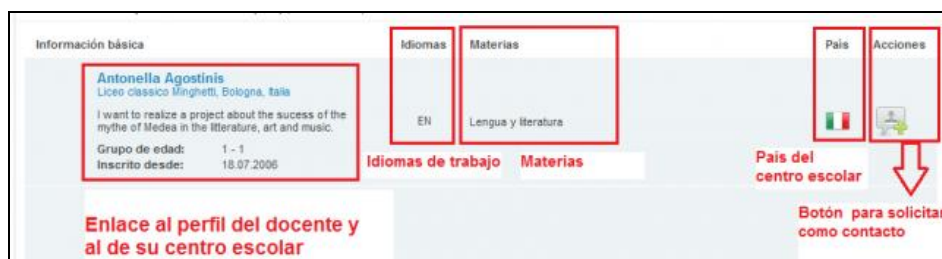 Información básica
Idiomas
Materias
País
Acciones
Antonella Agostinis
Liceo classico Minghetti, Bologna, Italia
I want to realize a project about the sucess of the
mythe of Medea in the litterature, art and music.
EN
Lengua y literatura
Grupo de edad: 1 - 1
Inscrito desde: 18.07.2006
Idiomas de trabajo
Materias
País del
centro escolar
Enlace al perfil del docente y
al de su centro escolar
Botón para solicitar
como contacto